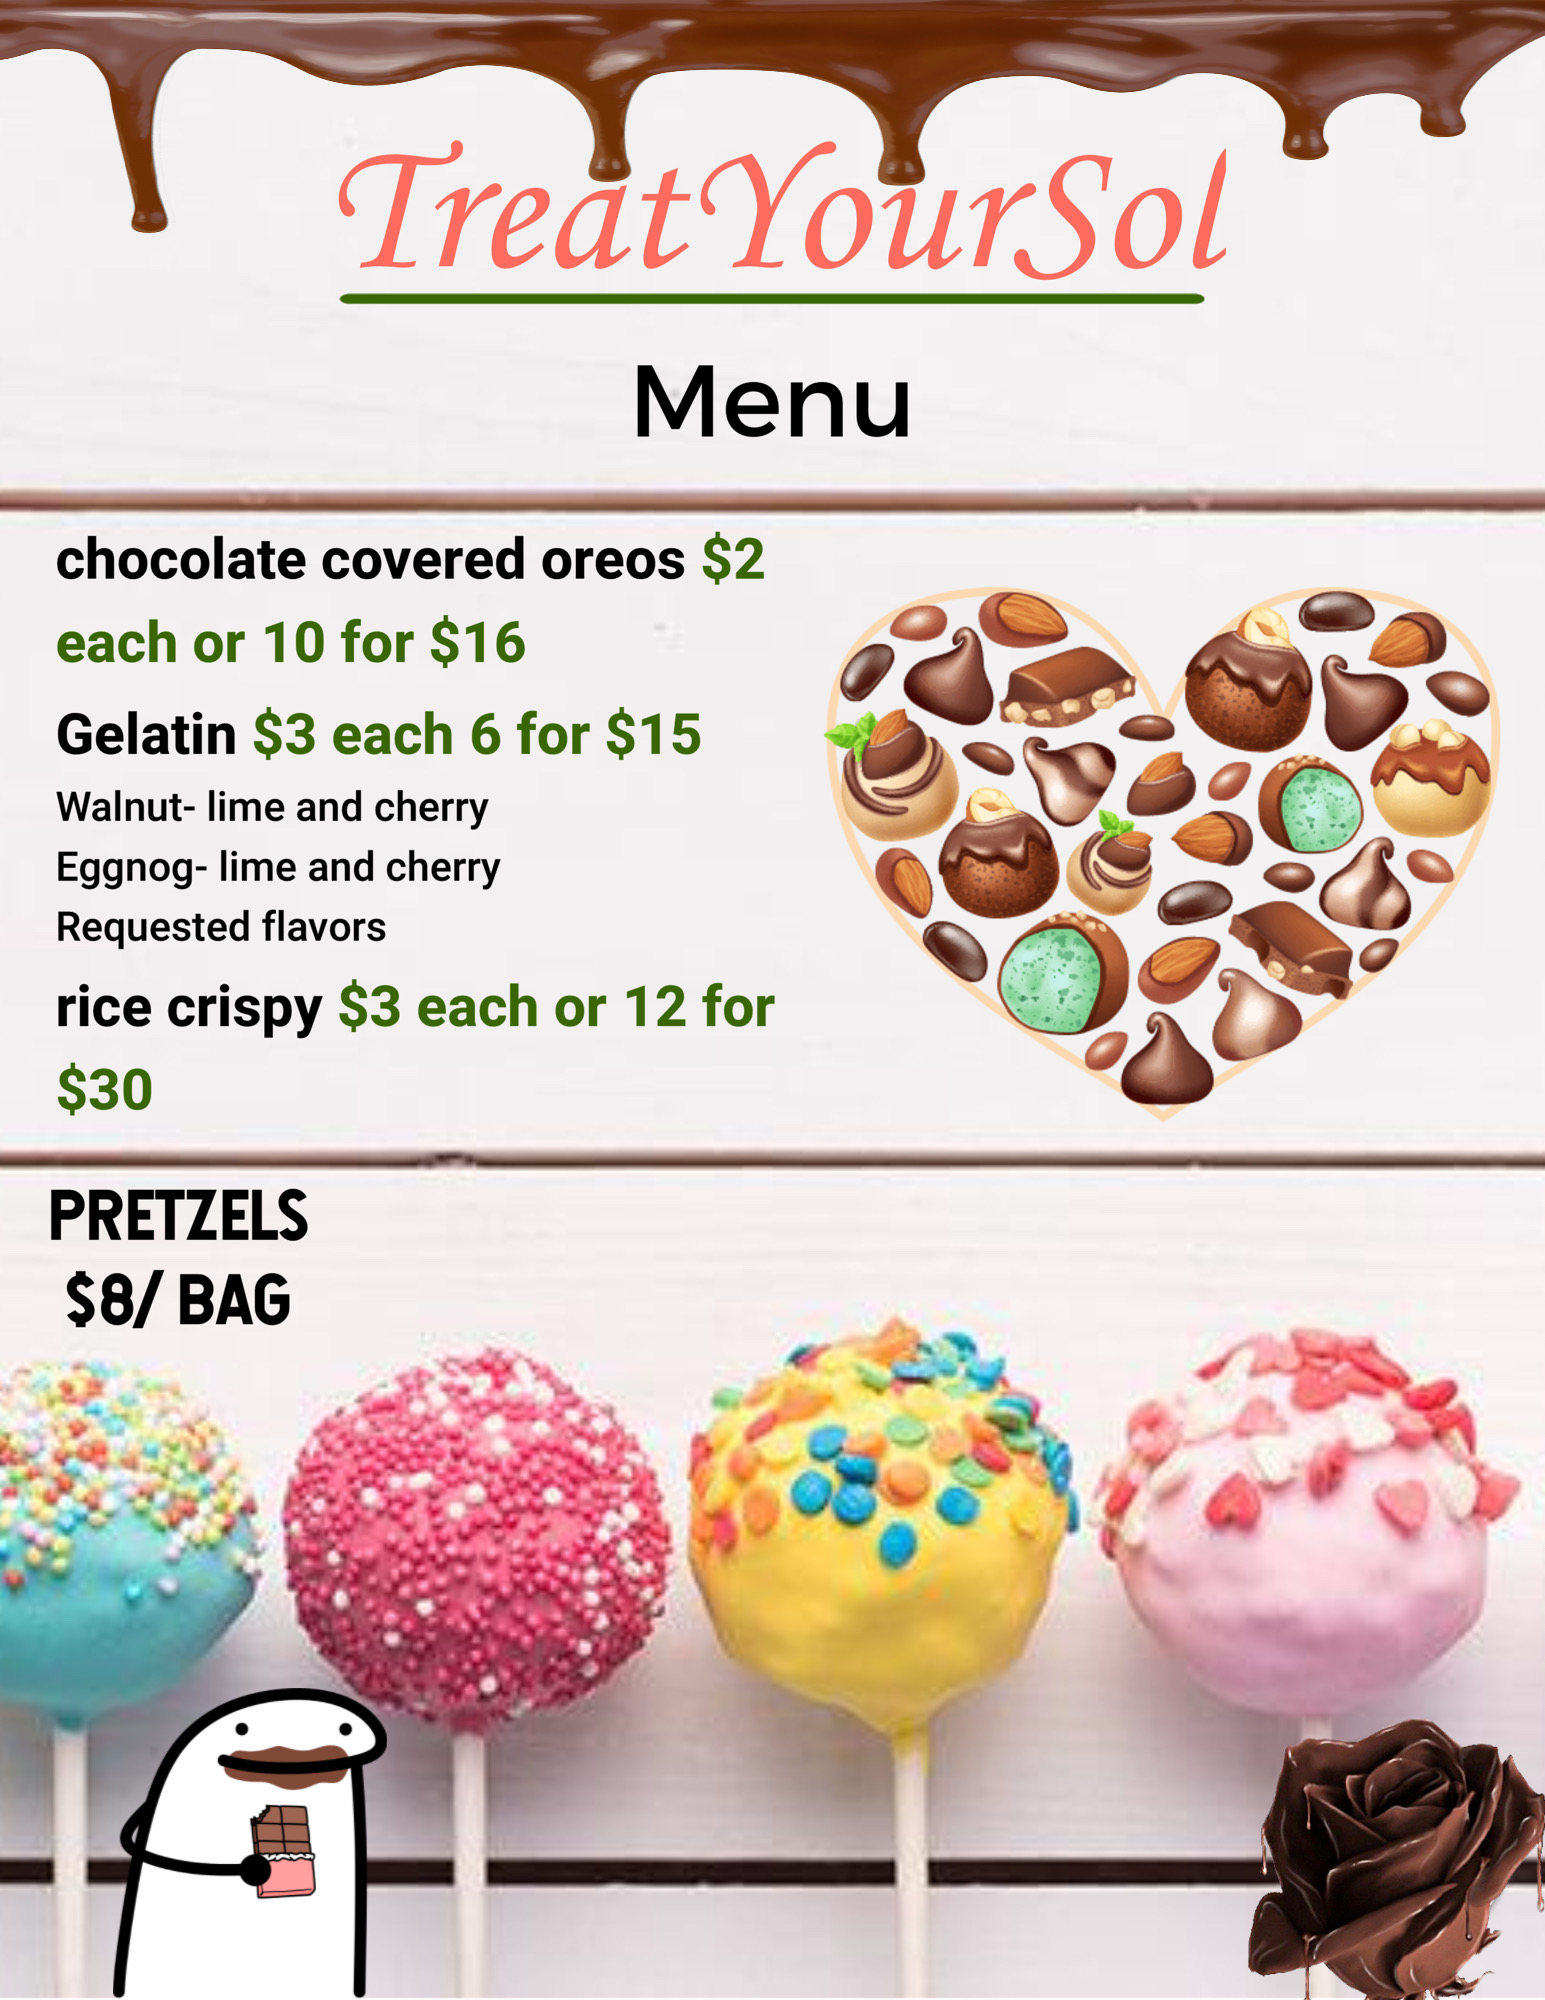 TreatYourSol
Menu
chocolate covered oreos $2
each or 10 for $16
Gelatin $3 each 6 for $15
Walnut- lime and cherry
Eggnog- lime and cherry
Requested flavors
rice crispy $3 each or 12 for
$30
PRETZELS
$8/ BAG